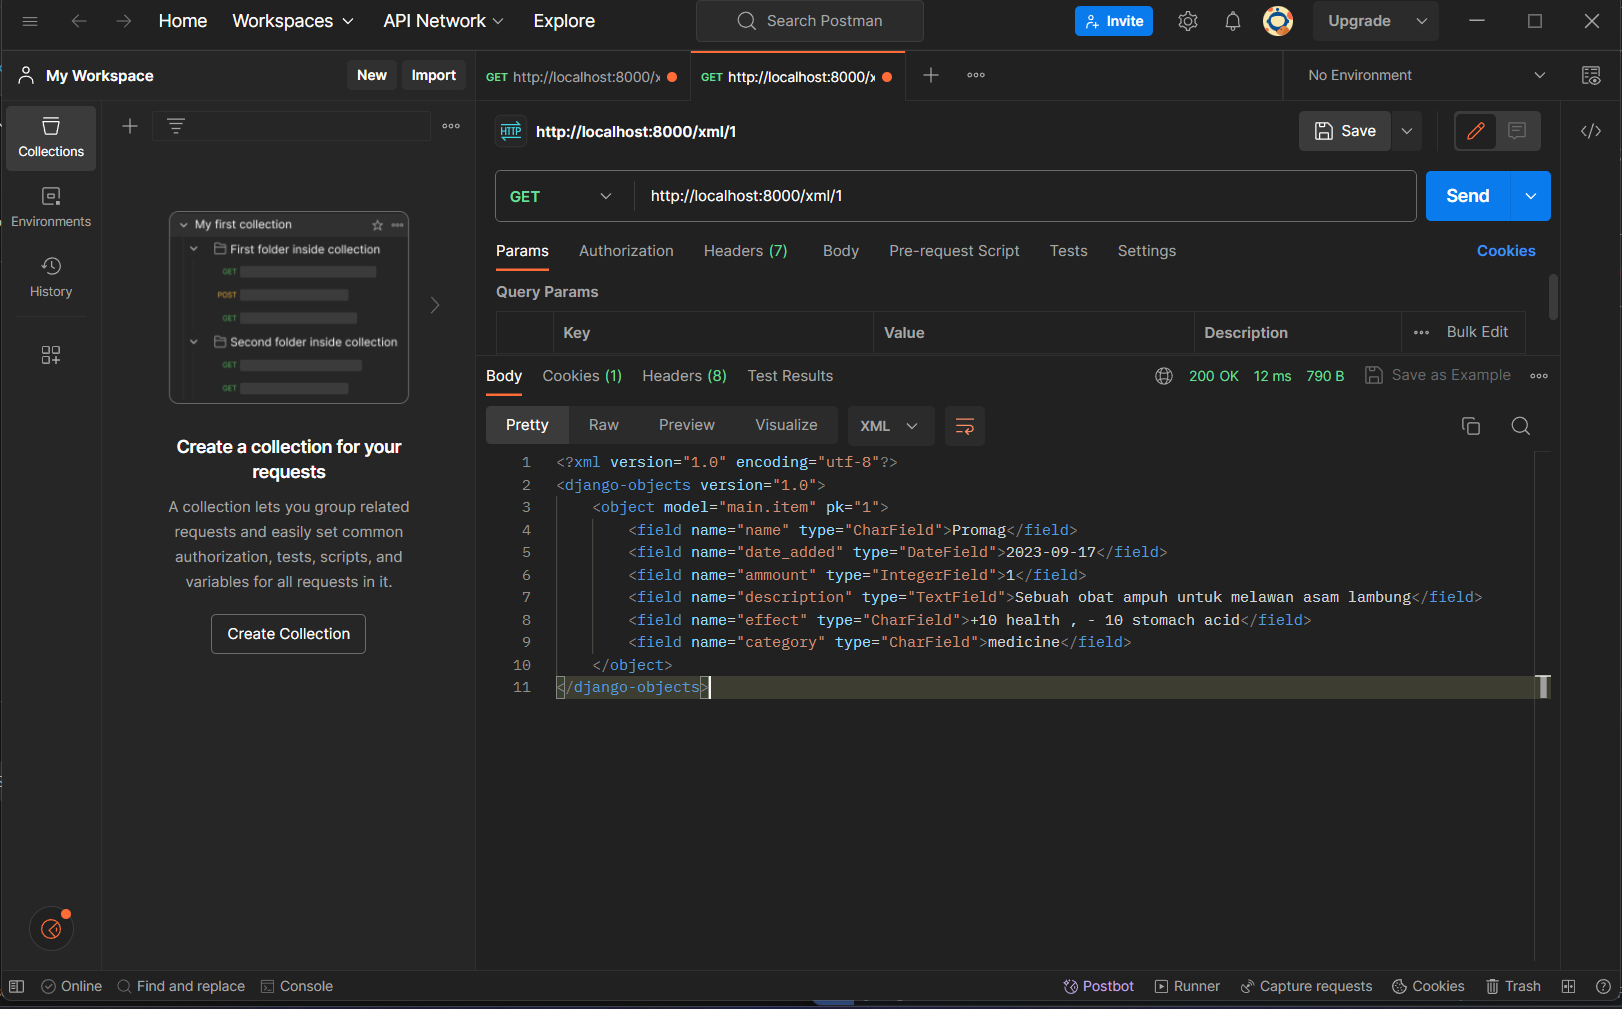 Home Workspaces API Network Explore Search Postman Invite Upgrade
My Workspace New Import GET http://localhost:8000/x GET http://localhost:8000/x No Environment
Collections
Environments
History
My first collection
First folder inside collection
GET
POST
GET
Second folder inside collection
GET
GET
Create a collection for your
requests
A collection lets you group related
requests and easily set common
authorization, tests, scripts, and
variables for all requests in it.
Create Collection
HTTP http://localhost:8000/xml/1 Save
GET http://localhost:8000/xml/1 Send
Params Authorization Headers (7) Body Pre-request Script Tests Settings Cookies
Query Params
Key Value Description Bulk Edit
Body Cookies (1) Headers (8) Test Results 200 OK 12 ms 790 B Save as Example
Pretty Raw Preview Visualize XML
1 <?xml version="1.0" encoding="utf-8"?>
2 <django-objects version="1.0">
3 <object model="main.item" pk="1">
4 <field name="name" type="CharField">Promag</field>
5 <field name="date_added" type="DateField">2023-09-17</field>
6 <field name="ammount" type="IntegerField">1</field>
7 <field name="description" type="TextField">Sebuah obat ampuh untuk melawan asam lambung</field>
8 <field name="effect" type="CharField">+10 health , - 10 stomach acid</field>
9 <field name="category" type="CharField">medicine</field>
10 </object>
11 </django-objects>
Online Find and replace Console Postbot Runner Capture requests Cookies Trash